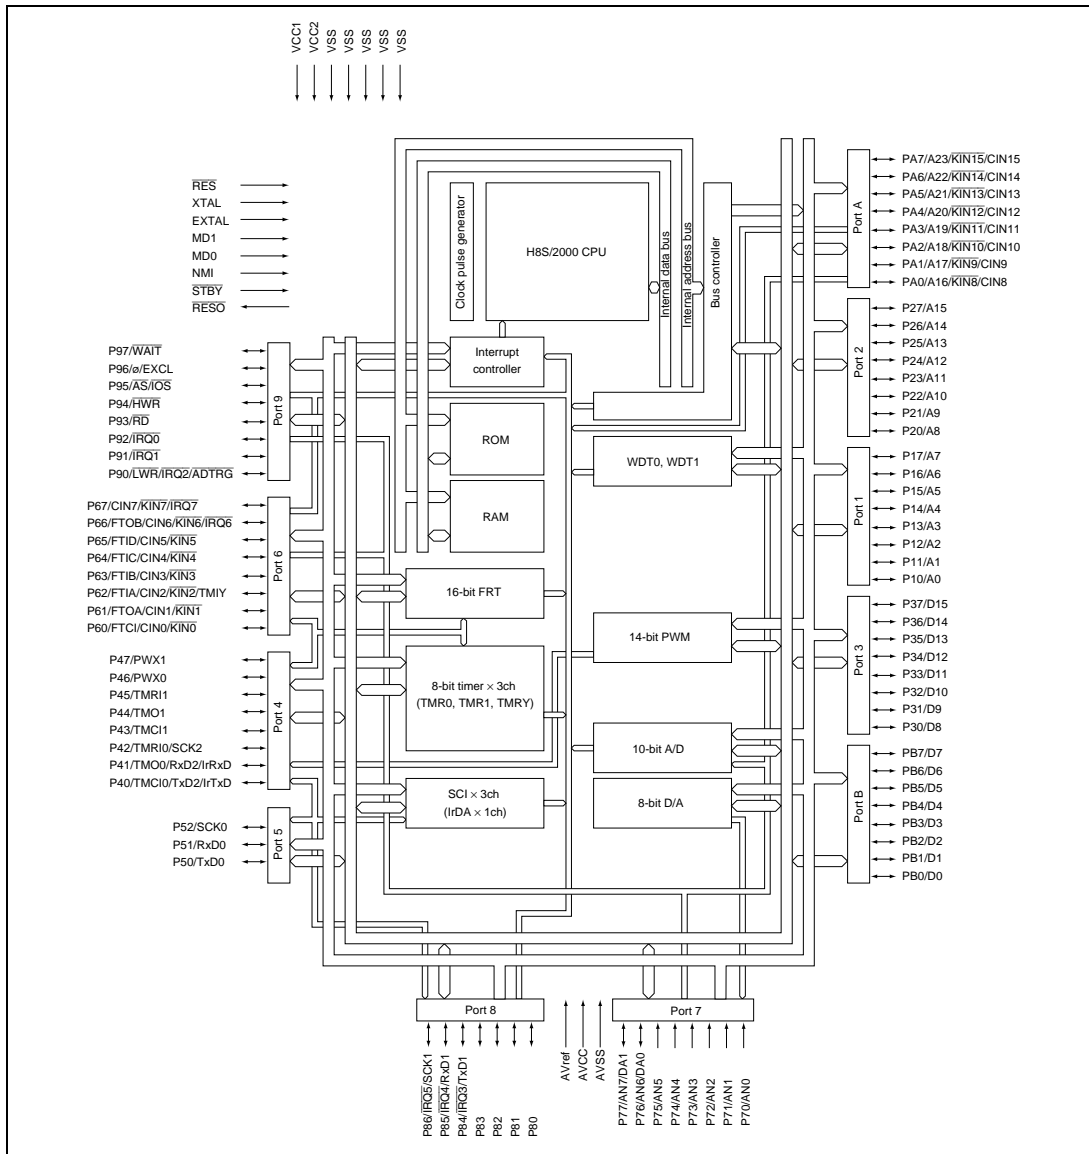 VCC1
VCC2
VSS
VSS
VSS
VSS
VSS
RES
XTAL
EXTAL
MD1
MD0
NMI
STBY
RESO
Clock pulse generator
H8S/2000 CPU
Internal data bus
Internal address bus
Bus controller
Interrupt
controller
ROM
RAM
WDT0, WDT1
16-bit FRT
14-bit PWM
8-bit timer × 3ch
(TMR0, TMR1, TMRY)
10-bit A/D
SCI × 3ch
(IrDA × 1ch)
8-bit D/A
P97/WAIT
P96/ø/EXCL
P95/AS/IOS
P94/HWR
P93/RD
P92/IRQ0
P91/IRQ1
P90/LWR/IRQ2/ADTRG
Port 9
P67/CIN7/KIN7/IRQ7
P66/FTOB/CIN6/KIN6/IRQ6
P65/FTID/CIN5/KIN5
P64/FTIC/CIN4/KIN4
P63/FTIB/CIN3/KIN3
P62/FTIA/CIN2/KIN2/TMIY
P61/FTOA/CIN1/KIN1
P60/FTCI/CIN0/KIN0
Port 6
P47/PWX1
P46/PWX0
P45/TMRI1
P44/TMO1
P43/TMCI1
P42/TMRI0/SCK2
P41/TMO0/RxD2/IrRxD
P40/TMCI0/TxD2/IrTxD
Port 4
P52/SCK0
P51/RxD0
P50/TxD0
Port 5
Port A
PA7/A23/KIN15/CIN15
PA6/A22/KIN14/CIN14
PA5/A21/KIN13/CIN13
PA4/A20/KIN12/CIN12
PA3/A19/KIN11/CIN11
PA2/A18/KIN10/CIN10
PA1/A17/KIN9/CIN9
PA0/A16/KIN8/CIN8
Port 2
P27/A15
P26/A14
P25/A13
P24/A12
P23/A11
P22/A10
P21/A9
P20/A8
Port 1
P17/A7
P16/A6
P15/A5
P14/A4
P13/A3
P12/A2
P11/A1
P10/A0
Port 3
P37/D15
P36/D14
P35/D13
P34/D12
P33/D11
P32/D10
P31/D9
P30/D8
Port B
PB7/D7
PB6/D6
PB5/D5
PB4/D4
PB3/D3
PB2/D2
PB1/D1
PB0/D0
Port 8
P86/IRQ5/SCK1
P85/IRQ4/RxD1
P84/IRQ3/TxD1
P83
P82
P81
P80
AVref
AVCC
AVSS
Port 7
P77/AN7/DA1
P76/AN6/DA0
P75/AN5
P74/AN4
P73/AN3
P72/AN2
P71/AN1
P70/AN0